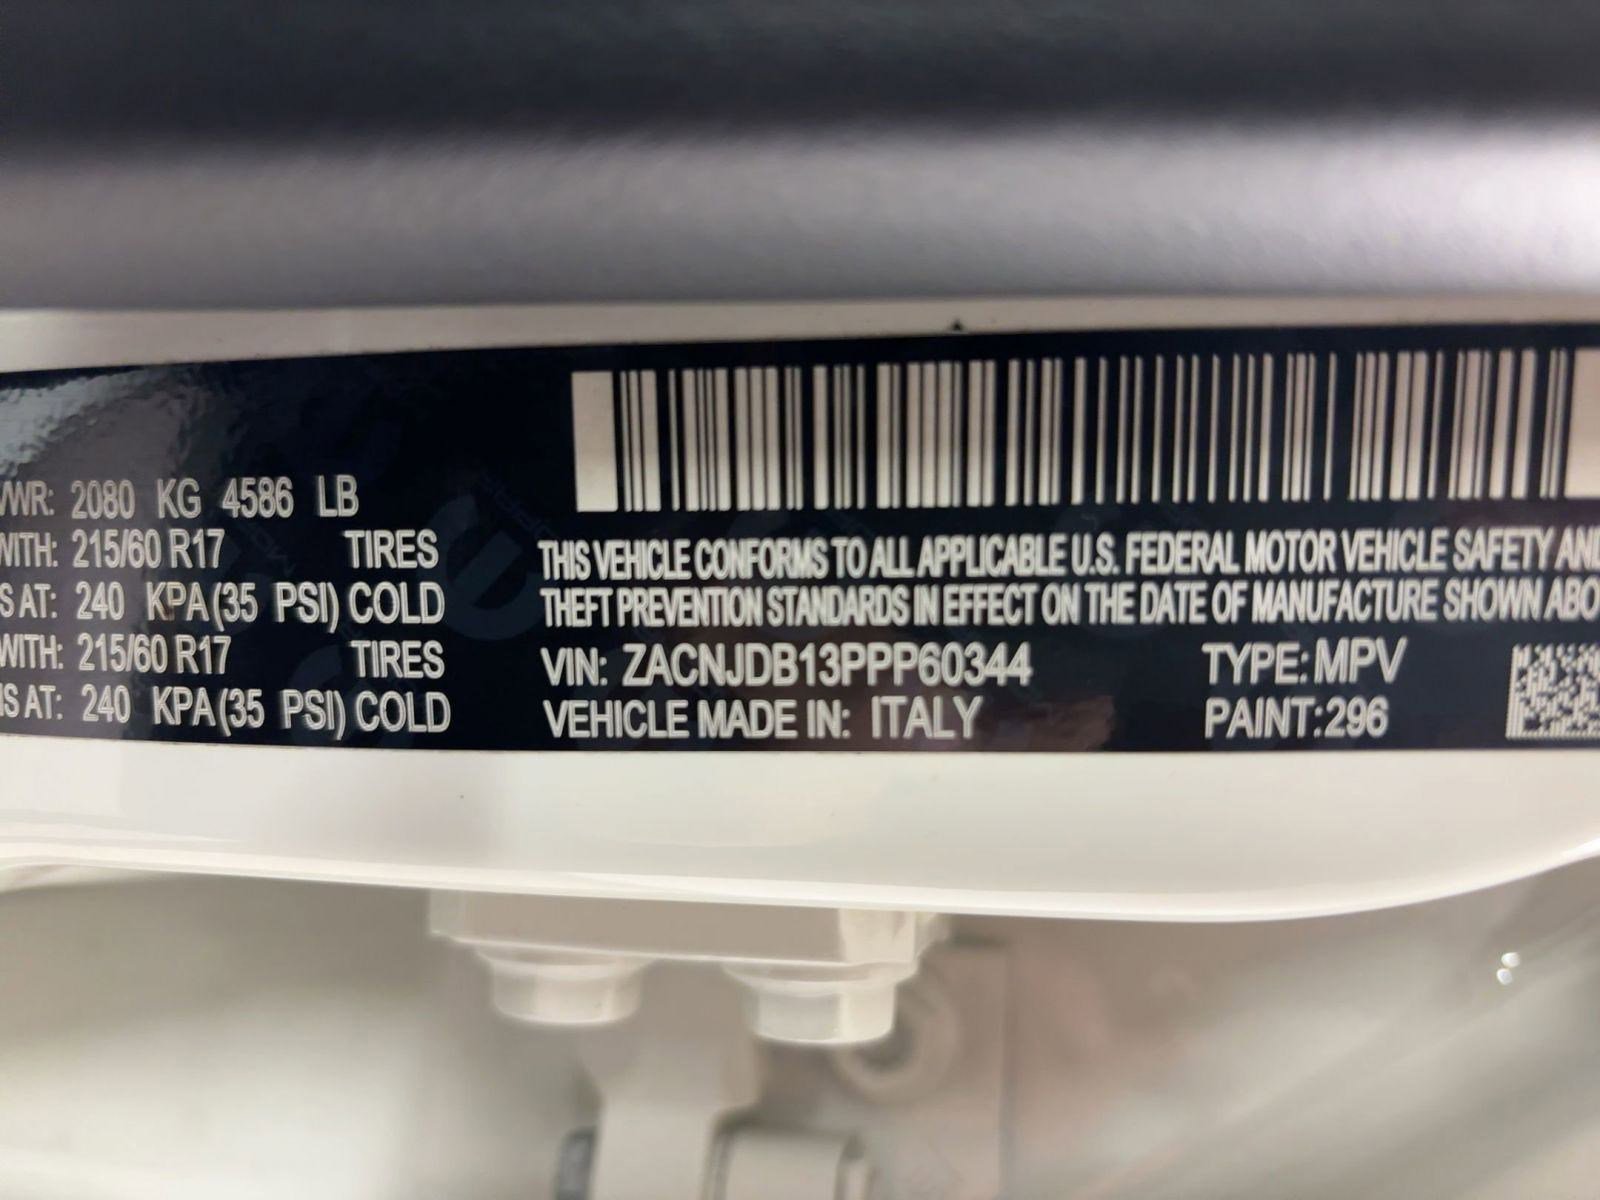 VWR: 2080 KG 4586 LB
WITH: 215/60 R17 TIRES
S AT: 240 KPA (35 PSI) COLD
WITH: 215/60 R17 TIRES
IS AT: 240 KPA (35 PSI) COLD
THIS VEHICLE CONFORMS TO ALL APPLICABLE U.S. FEDERAL MOTOR VEHICLE SAFETY AND
THEFT PREVENTION STANDARDS IN EFFECT ON THE DATE OF MANUFACTURE SHOWN ABO
VIN: ZACNJDB13PPP60344 TYPE: MPV
VEHICLE MADE IN: ITALY PAINT: 296